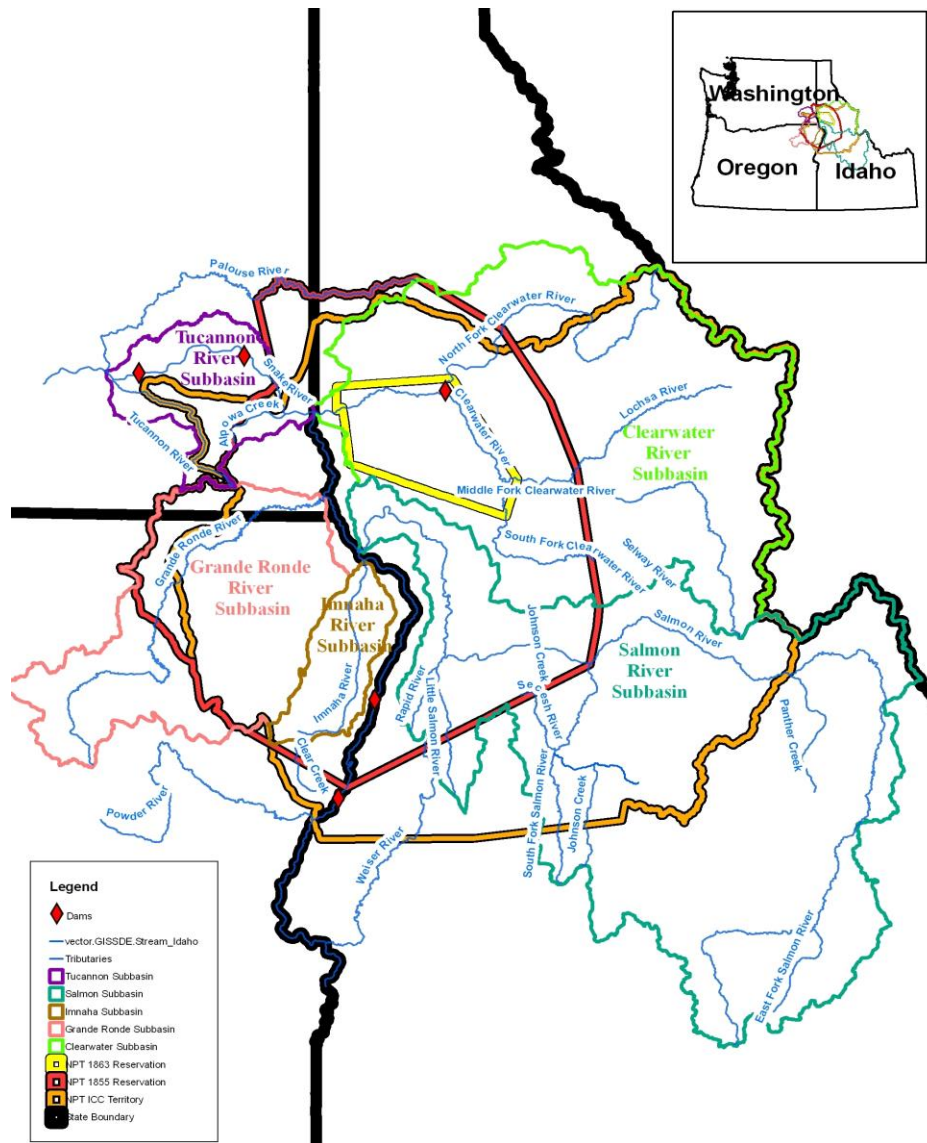 Washington
Oregon
Idaho
Palouse River
Tucannone
River
Subbasin
North Fork Clearwater River
Snake River
Lochsa River
Alpowa Creek
Clearwater River
Tucannon River
Clearwater
River
Subbasin
Middle Fork Clearwater River
Grande Ronde River
South Fork Clearwater River
Selway River
Grande Ronde
River
Subbasin
Imnaha
River
Subbasin
Johnson Creek
Salmon River
Salmon
River
Subbasin
Rapid River
Little Salmon River
Secesh River
Imnaha River
Panther Creek
Clear Creek
Powder River
Weiser River
South Fork Salmon River
Johnson Creek
East Fork Salmon River
Legend
Dams
vector.GISSDE.Stream_Idaho
Tributaries
Tucannon Subbasin
Salmon Subbasin
Imnaha Subbasin
Grande Ronde Subbasin
Clearwater Subbasin
NPT 1863 Reservation
NPT 1855 Reservation
NPT ICC Territory
State Boundary